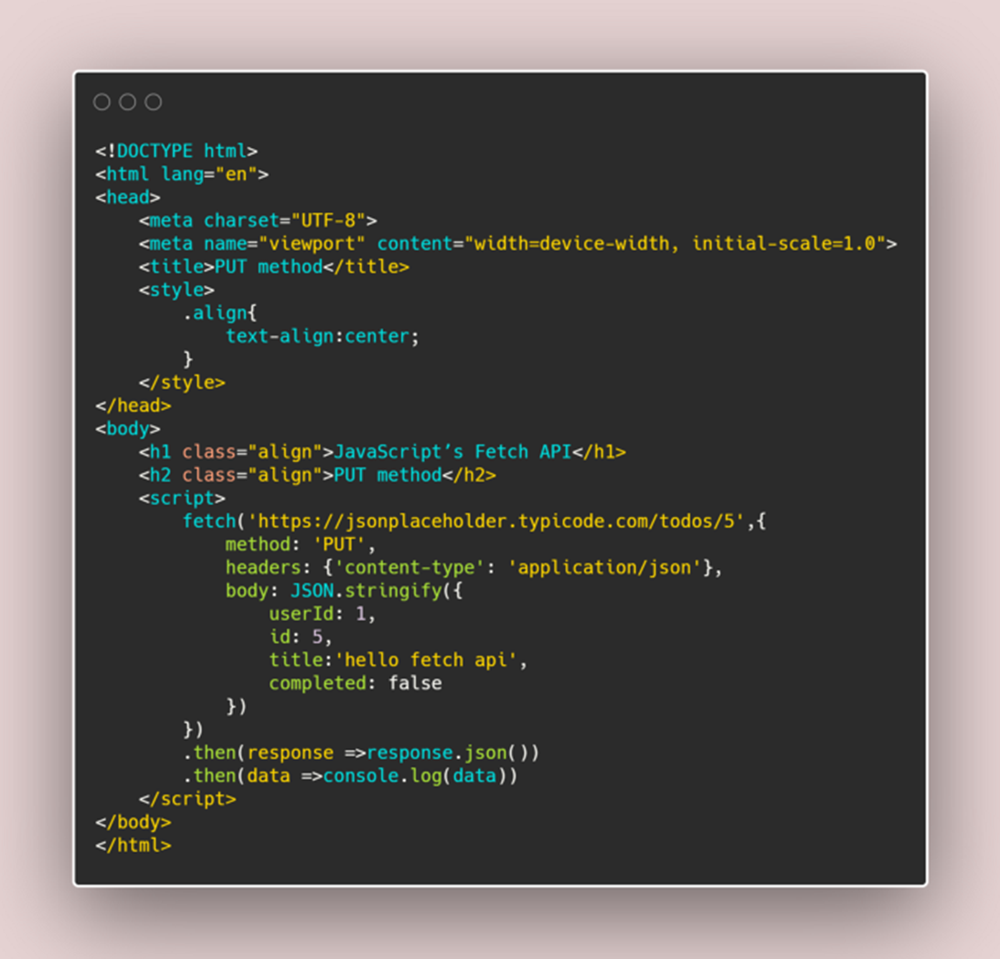 <!DOCTYPE html>
<html lang="en">
<head>
    <meta charset="UTF-8">
    <meta name="viewport" content="width=device-width, initial-scale=1.0">
    <title>PUT method</title>
    <style>
        .align{
            text-align:center;
        }
    </style>
</head>
<body>
    <h1 class="align">JavaScript’s Fetch API</h1>
    <h2 class="align">PUT method</h2>
    <script>
        fetch('https://jsonplaceholder.typicode.com/todos/5',{
            method: 'PUT',
            headers: {'content-type': 'application/json'},
            body: JSON.stringify({
                userId: 1,
                id: 5,
                title:'hello fetch api',
                completed: false
            })
        })
        .then(response =>response.json())
        .then(data =>console.log(data))
    </script>
</body>
</html>